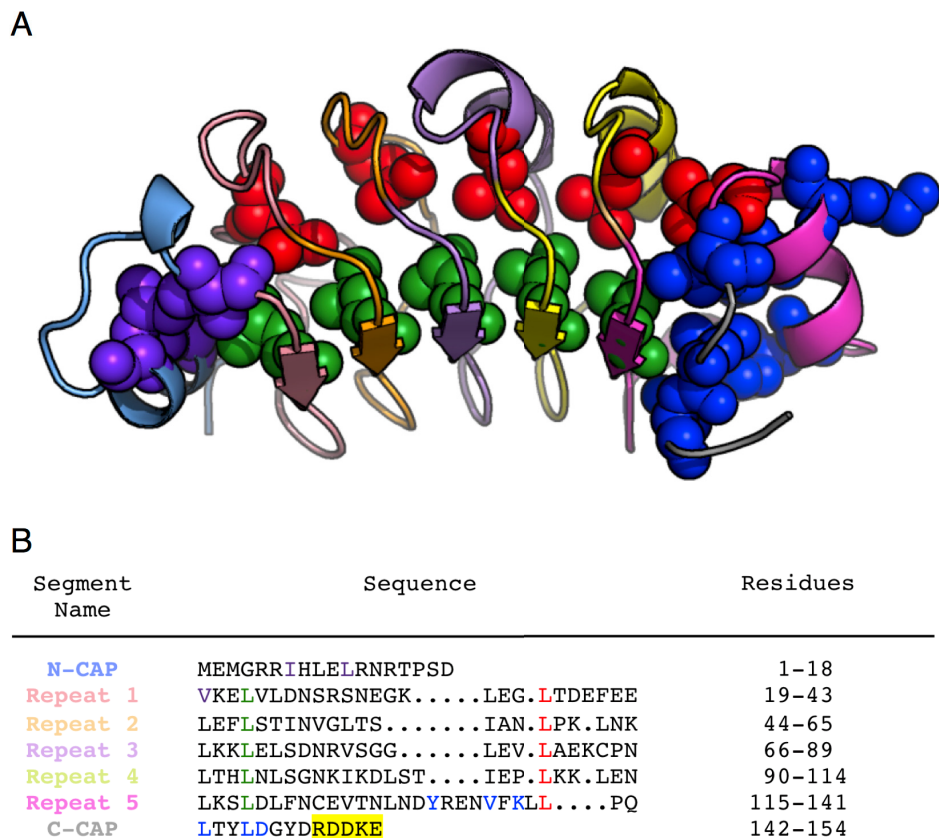 A
B
Segment Name Sequence Residues
N-CAP MEMGRRIHLELRNRTPSD 1-18
Repeat 1 VKELVLDNSRSNEGK.....LEG.LTDEFEE 19-43
Repeat 2 LEFLSTINVGLTS.......IAN.LPK.LNK 44-65
Repeat 3 LKKLELSDNRVSGG......LEV.LAEKCPN 66-89
Repeat 4 LTHLNLSGNKIKDLST....IEP.LKK.LEN 90-114
Repeat 5 LKSLDLFNCEVTNLNDYRENVFKLL....PQ 115-141
C-CAP LTYLDGYDRDDKE 142-154